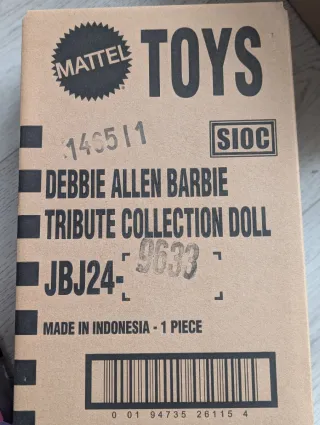 MATTEL TOYS
146511
SIOC
DEBBIE ALLEN BARBIE
TRIBUTE COLLECTION DOLL
JBJ24-[9633]
MADE IN INDONESIA - 1 PIECE
0 01 94735 26115 4